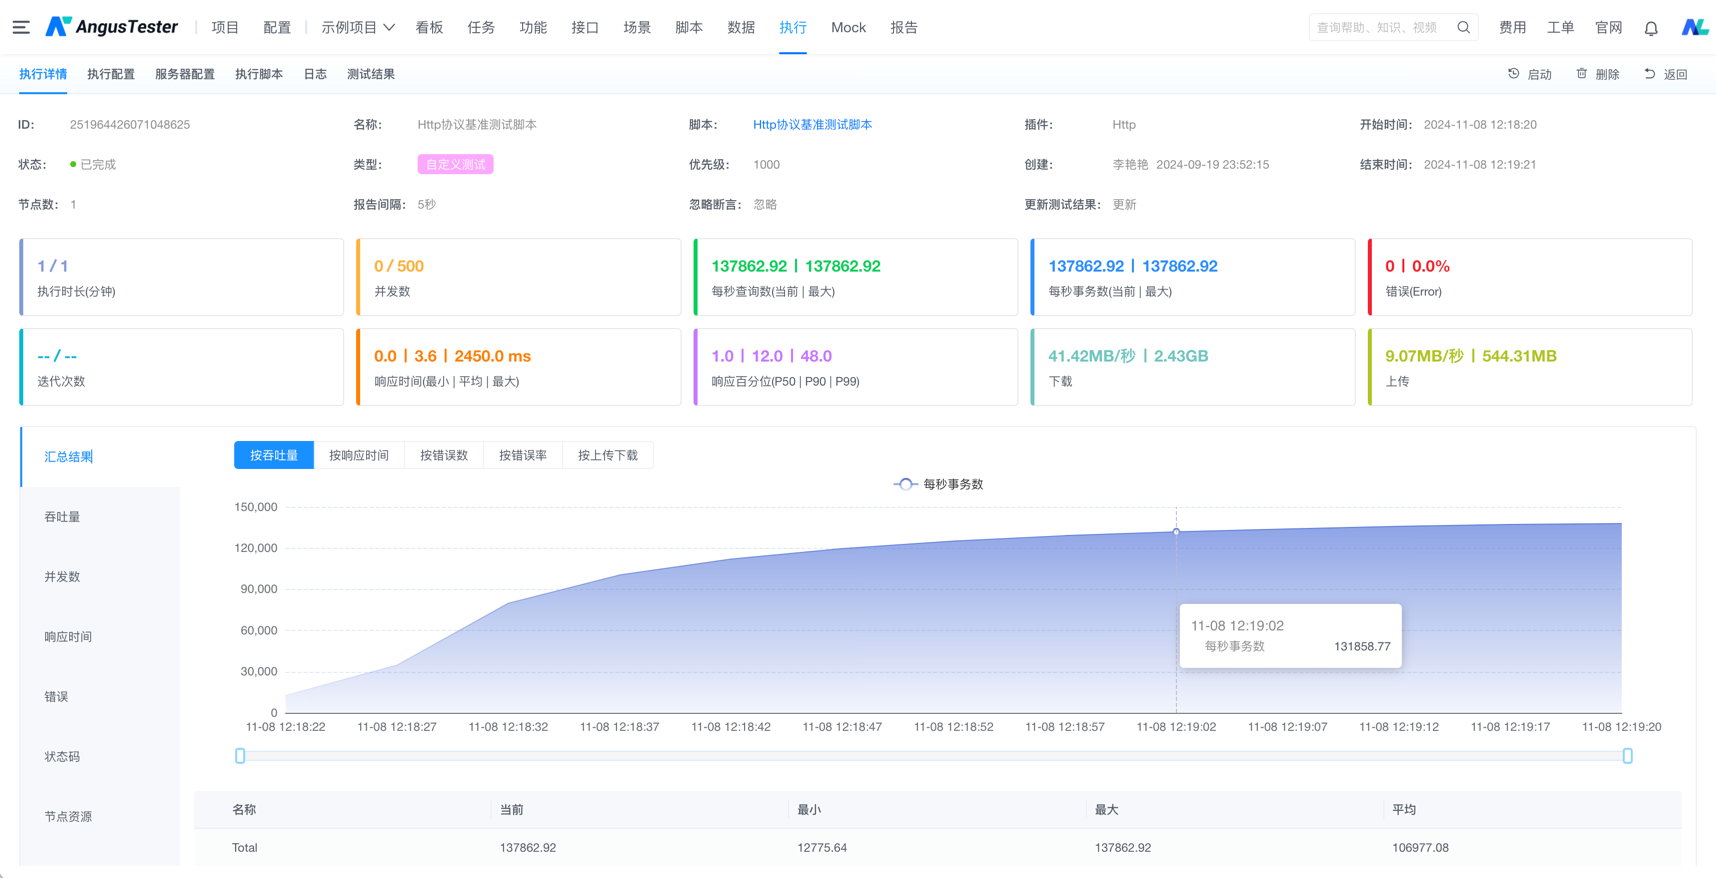 AngusTester 项目 配置 示例项目 看板 任务 功能 接口 场景 脚本 数据 执行 Mock 报告 查询帮助、知识、视频 费用 工单 官网
执行详情 执行配置 服务器配置 执行脚本 日志 测试结果 启动 删除 返回
ID: 251964426071048625 名称: Http协议基准测试脚本 脚本: Http协议基准测试脚本 插件: Http 开始时间: 2024-11-08 12:18:20
状态: 已完成 类型: 自定义测试 优先级: 1000 创建: 李艳艳 2024-09-19 23:52:15 结束时间: 2024-11-08 12:19:21
节点数: 1 报告间隔: 5秒 忽略断言: 忽略 更新测试结果: 更新
1 / 1 0 / 500 137862.92 | 137862.92 137862.92 | 137862.92 0 | 0.0%
执行时长(分钟) 并发数 每秒查询数(当前 | 最大) 每秒事务数(当前 | 最大) 错误(Error)
-- / -- 0.0 | 3.6 | 2450.0 ms 1.0 | 12.0 | 48.0 41.42MB/秒 | 2.43GB 9.07MB/秒 | 544.31MB
迭代次数 响应时间(最小 | 平均 | 最大) 响应百分位(P50 | P90 | P99) 下载 上传
汇总结果
吞吐量
并发数
响应时间
错误
状态码
节点资源
按吞吐量 按响应时间 按错误数 按错误率 按上传下载
每秒事务数
150,000
120,000
90,000
60,000
30,000
0
11-08 12:19:02
每秒事务数 131858.77
11-08 12:18:22 11-08 12:18:27 11-08 12:18:32 11-08 12:18:37 11-08 12:18:42 11-08 12:18:47 11-08 12:18:52 11-08 12:18:57 11-08 12:19:02 11-08 12:19:07 11-08 12:19:12 11-08 12:19:17 11-08 12:19:20
名称 当前 最小 最大 平均
Total 137862.92 12775.64 137862.92 106977.08